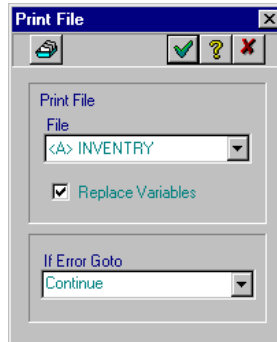 Print File
Print File
File
<A> INVENTRY
Replace Variables
If Error Goto
Continue